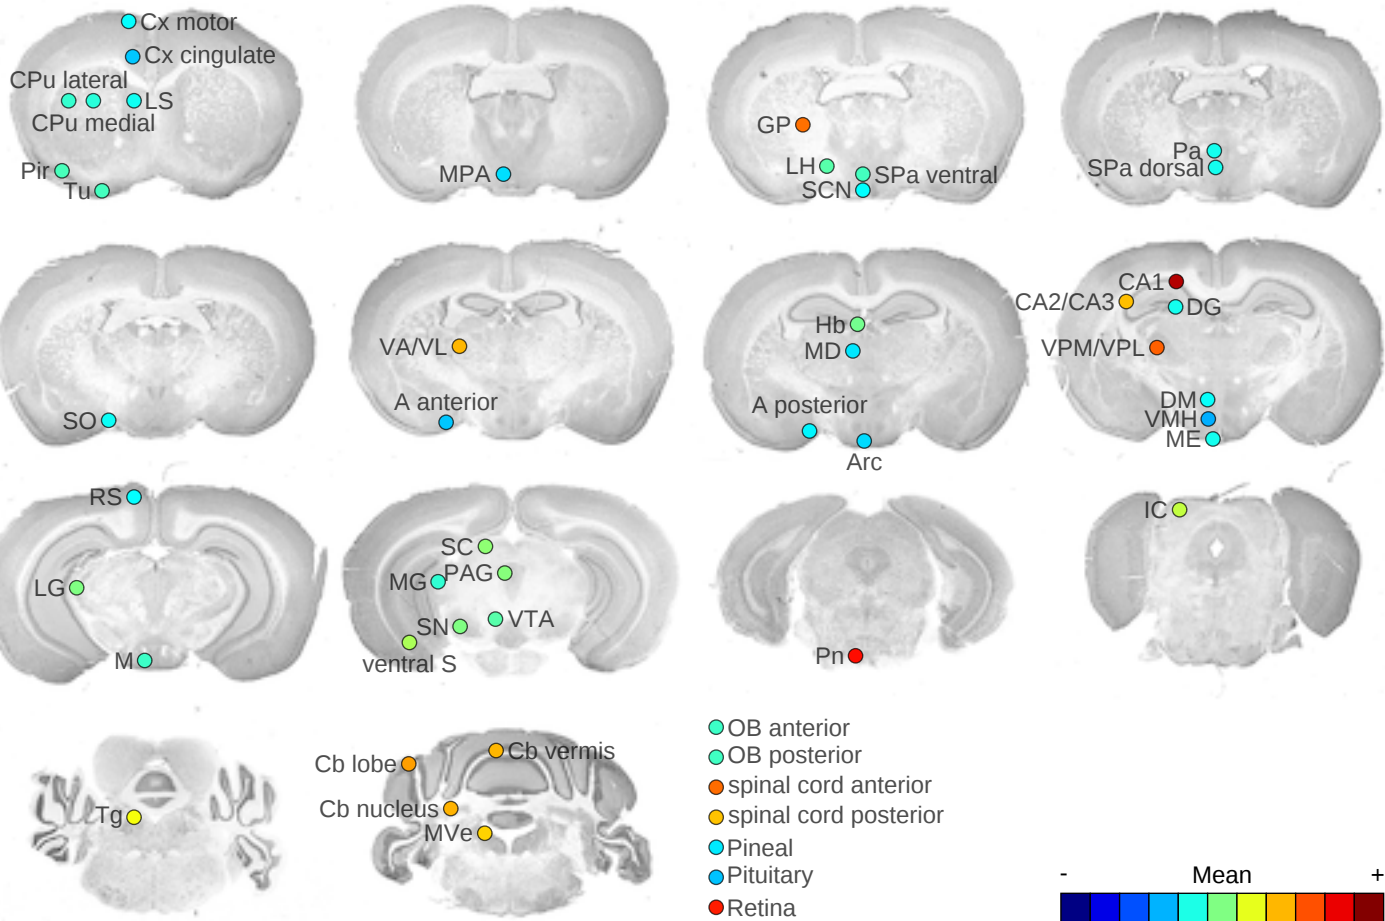 Cx motor
Cx cingulate
CPu lateral
LS
CPu medial
Pir
Tu
MPA
GP
LH
SPa ventral
SCN
Pa
SPa dorsal
SO
VA/VL
A anterior
Hb
MD
A posterior
Arc
CA1
CA2/CA3
DG
VPM/VPL
DM
VMH
ME
RS
LG
M
SC
MG
PAG
SN
VTA
ventral S
Pn
IC
Tg
Cb lobe
Cb vermis
Cb nucleus
MVe
OB anterior
OB posterior
spinal cord anterior
spinal cord posterior
Pineal
Pituitary
Retina
- Mean +